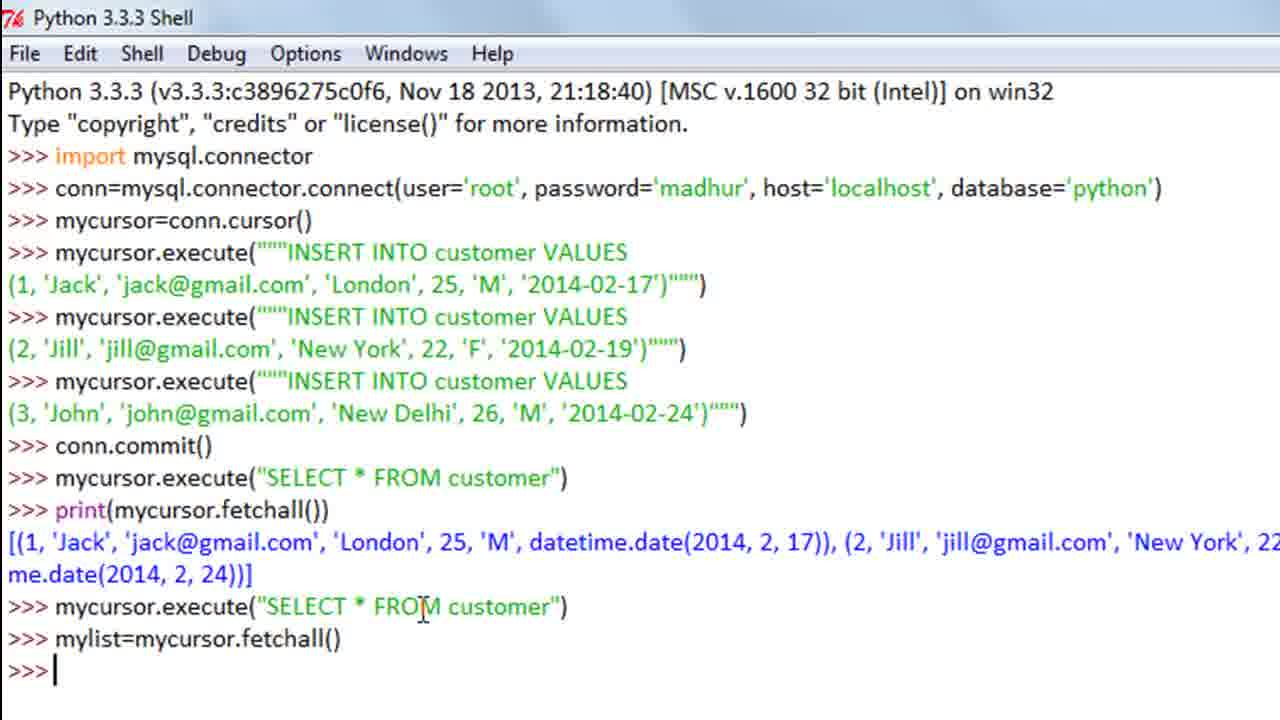 Python 3.3.3 Shell
File Edit Shell Debug Options Windows Help
Python 3.3.3 (v3.3.3:c3896275c0f6, Nov 18 2013, 21:18:40) [MSC v.1600 32 bit (Intel)] on win32
Type "copyright", "credits" or "license()" for more information.
>>> import mysql.connector
>>> conn=mysql.connector.connect(user='root', password='madhur', host='localhost', database='python')
>>> mycursor=conn.cursor()
>>> mycursor.execute("""INSERT INTO customer VALUES
(1, 'Jack', 'jack@gmail.com', 'London', 25, 'M', '2014-02-17')""")
>>> mycursor.execute("""INSERT INTO customer VALUES
(2, 'Jill', 'jill@gmail.com', 'New York', 22, 'F', '2014-02-19')""")
>>> mycursor.execute("""INSERT INTO customer VALUES
(3, 'John', 'john@gmail.com', 'New Delhi', 26, 'M', '2014-02-24')""")
>>> conn.commit()
>>> mycursor.execute("SELECT * FROM customer")
>>> print(mycursor.fetchall())
[(1, 'Jack', 'jack@gmail.com', 'London', 25, 'M', datetime.date(2014, 2, 17)), (2, 'Jill', 'jill@gmail.com', 'New York', 22
me.date(2014, 2, 24))]
>>> mycursor.execute("SELECT * FROM customer")
>>> mylist=mycursor.fetchall()
>>>